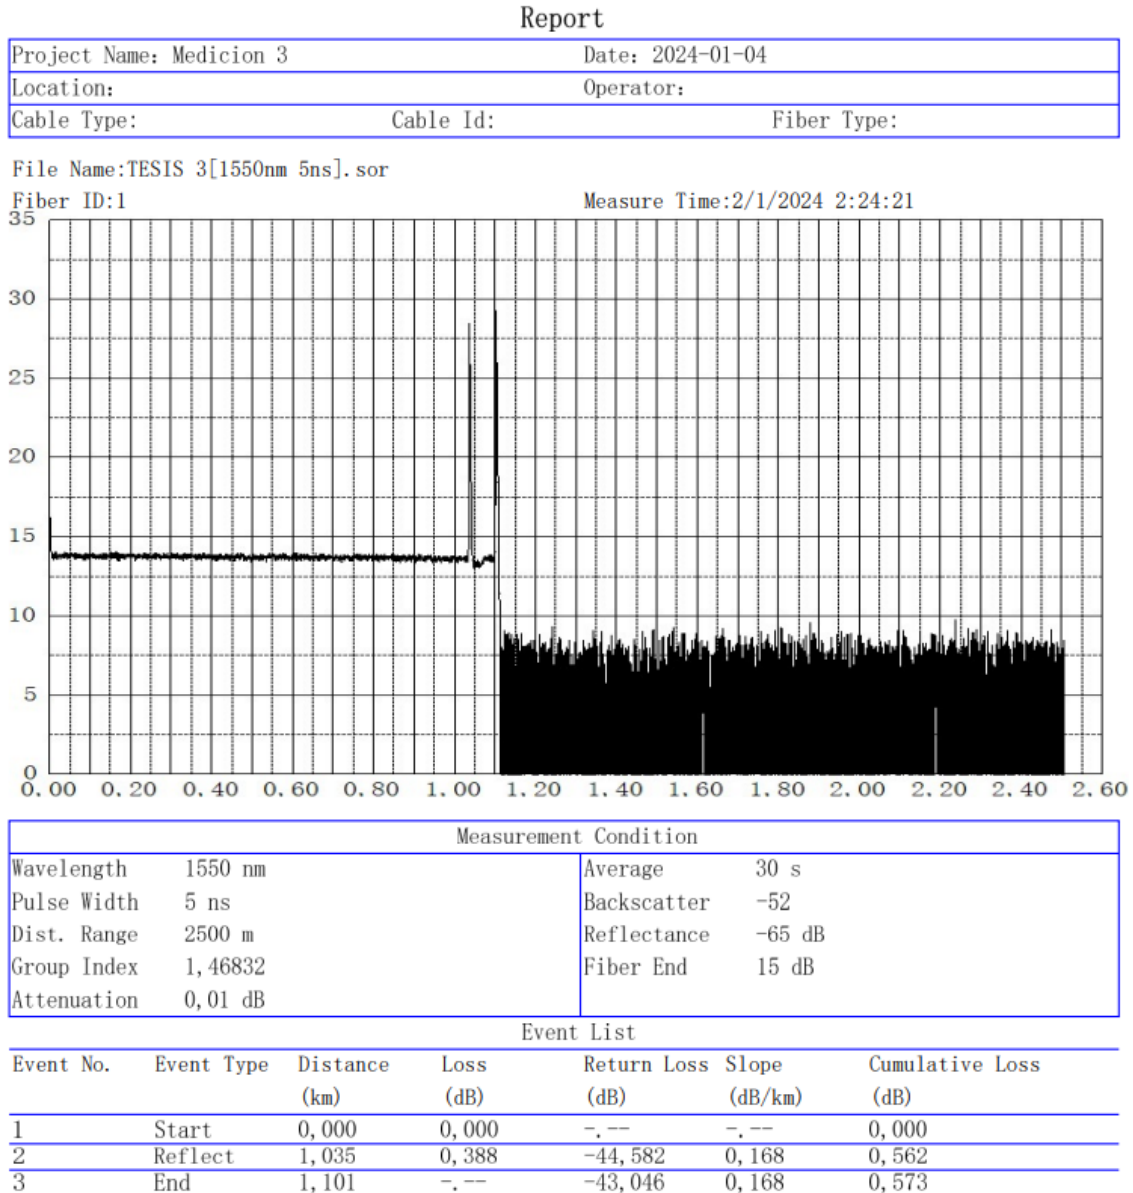 Report
Project Name: Medicion 3 Date: 2024-01-04
Location: Operator:
Cable Type: Cable Id: Fiber Type:
File Name:TESIS 3[1550nm 5ns].sor
Fiber ID:1 Measure Time:2/1/2024 2:24:21
35
30
25
20
15
10
5
0
0.00 0.20 0.40 0.60 0.80 1.00 1.20 1.40 1.60 1.80 2.00 2.20 2.40 2.60
Measurement Condition
Wavelength 1550 nm Average 30 s
Pulse Width 5 ns Backscatter -52
Dist. Range 2500 m Reflectance -65 dB
Group Index 1,46832 Fiber End 15 dB
Attenuation 0,01 dB
Event List
Event No. Event Type Distance Loss Return Loss Slope Cumulative Loss
(km) (dB) (dB) (dB/km) (dB)
1 Start 0,000 0,000 -.-- -.-- 0,000
2 Reflect 1,035 0,388 -44,582 0,168 0,562
3 End 1,101 -.-- -43,046 0,168 0,573